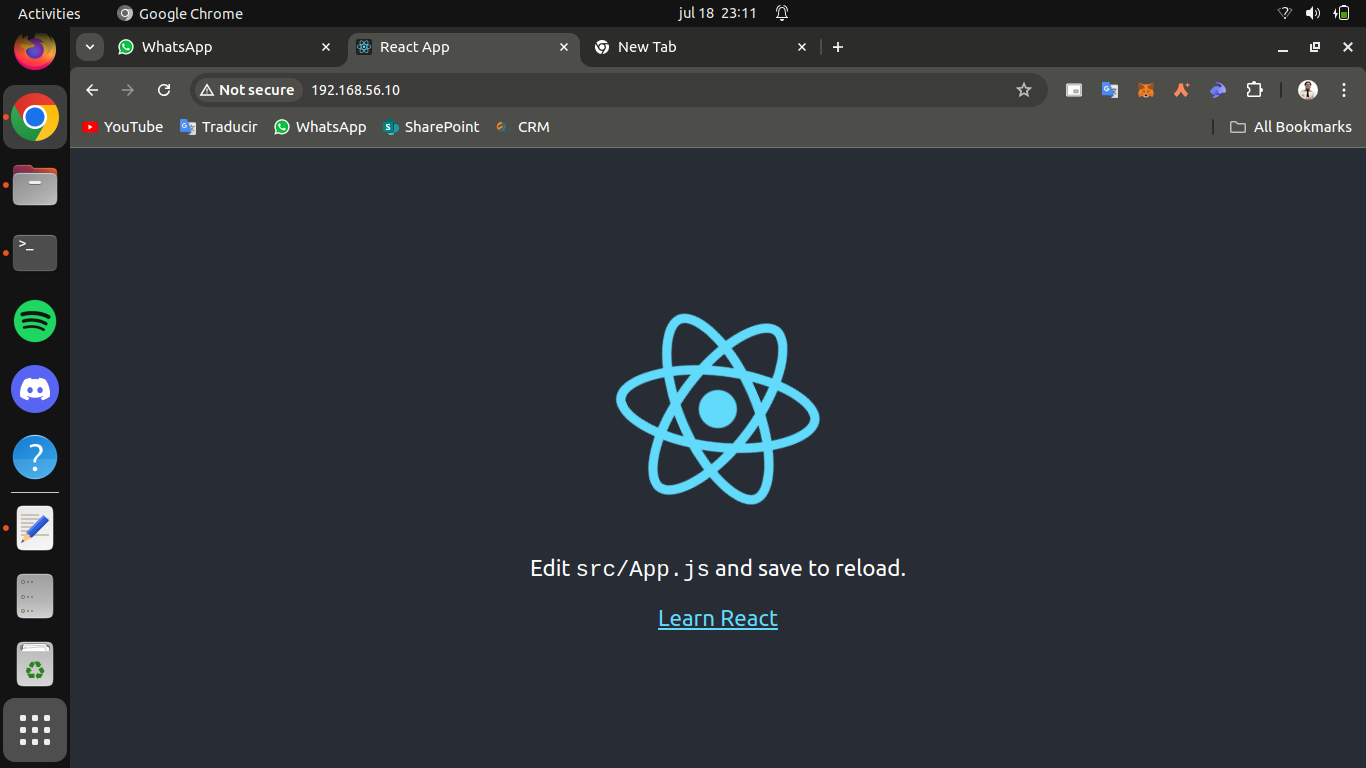 Activities
Google Chrome
jul 18 23:11
WhatsApp
React App
New Tab
Not secure
192.168.56.10
YouTube
Traducir
WhatsApp
SharePoint
CRM
All Bookmarks
Edit src/App.js and save to reload.
Learn React